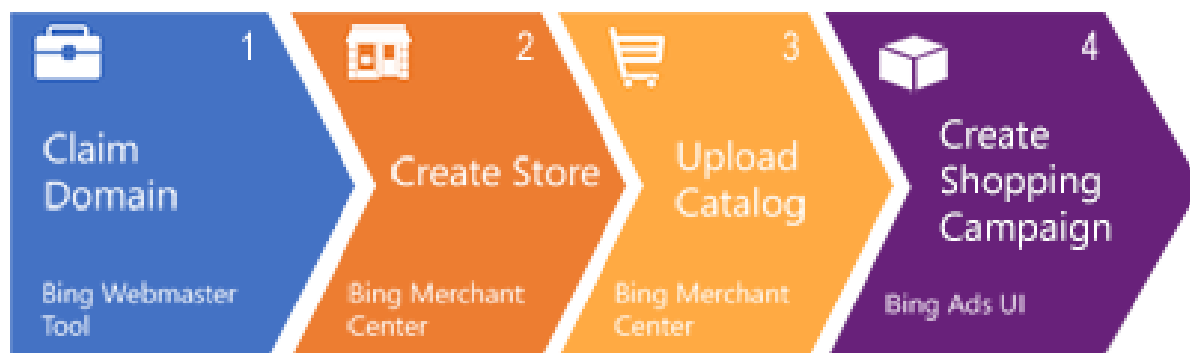 1
Claim
Domain
Bing Webmaster
Tool
2
Create Store
Bing Merchant
Center
3
Upload
Catalog
Bing Merchant
Center
4
Create
Shopping
Campaign
Bing Ads UI